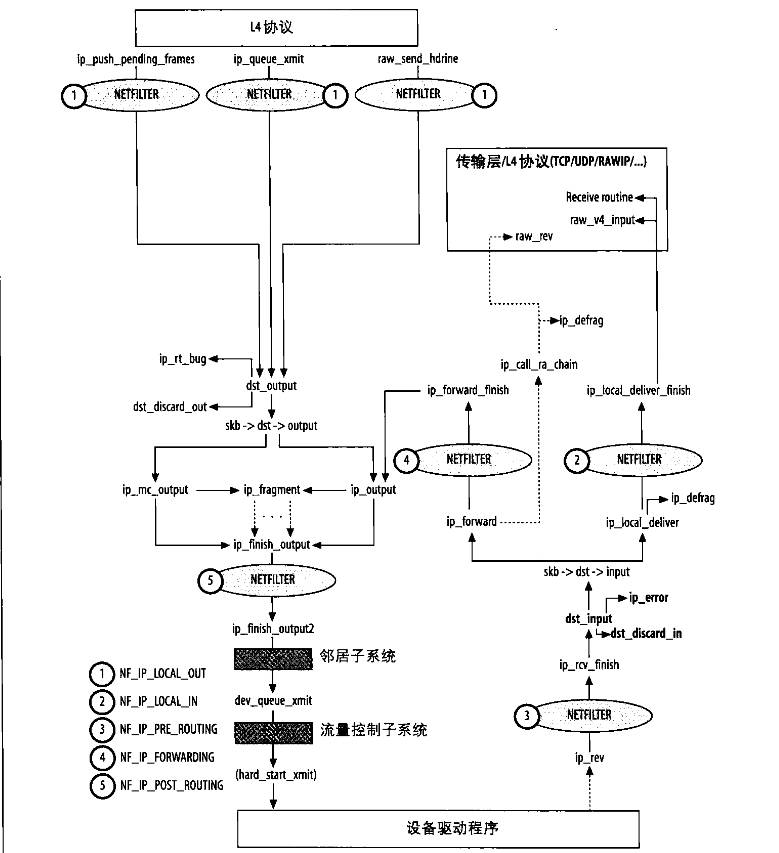 L4协议
ip_push_pending_frames ip_queue_xmit raw_send_hdrine
1 NETFILTER NETFILTER 1 NETFILTER 1
传输层/L4协议(TCP/UDP/RAWIP/...)
Receive routine
raw_v4_input
raw_rev
ip_defrag
ip_rt_bug
ip_call_ra_chain
dst_output
ip_forward_finish
ip_local_deliver_finish
dst_discard_out
skb -> dst -> output
4 NETFILTER
2 NETFILTER
ip_mc_output ip_fragment ip_output
ip_defrag
...
ip_forward
ip_local_deliver
ip_finish_output
skb -> dst -> input
5 NETFILTER
ip_error
dst_input
ip_finish_output2
dst_discard_in
邻居子系统
ip_rcv_finish
1 NF_IP_LOCAL_OUT
2 NF_IP_LOCAL_IN
dev_queue_xmit
3 NETFILTER
3 NF_IP_PRE_ROUTING
流量控制子系统
4 NF_IP_FORWARDING
ip_rev
5 NF_IP_POST_ROUTING
(hard_start_xmit)
设备驱动程序